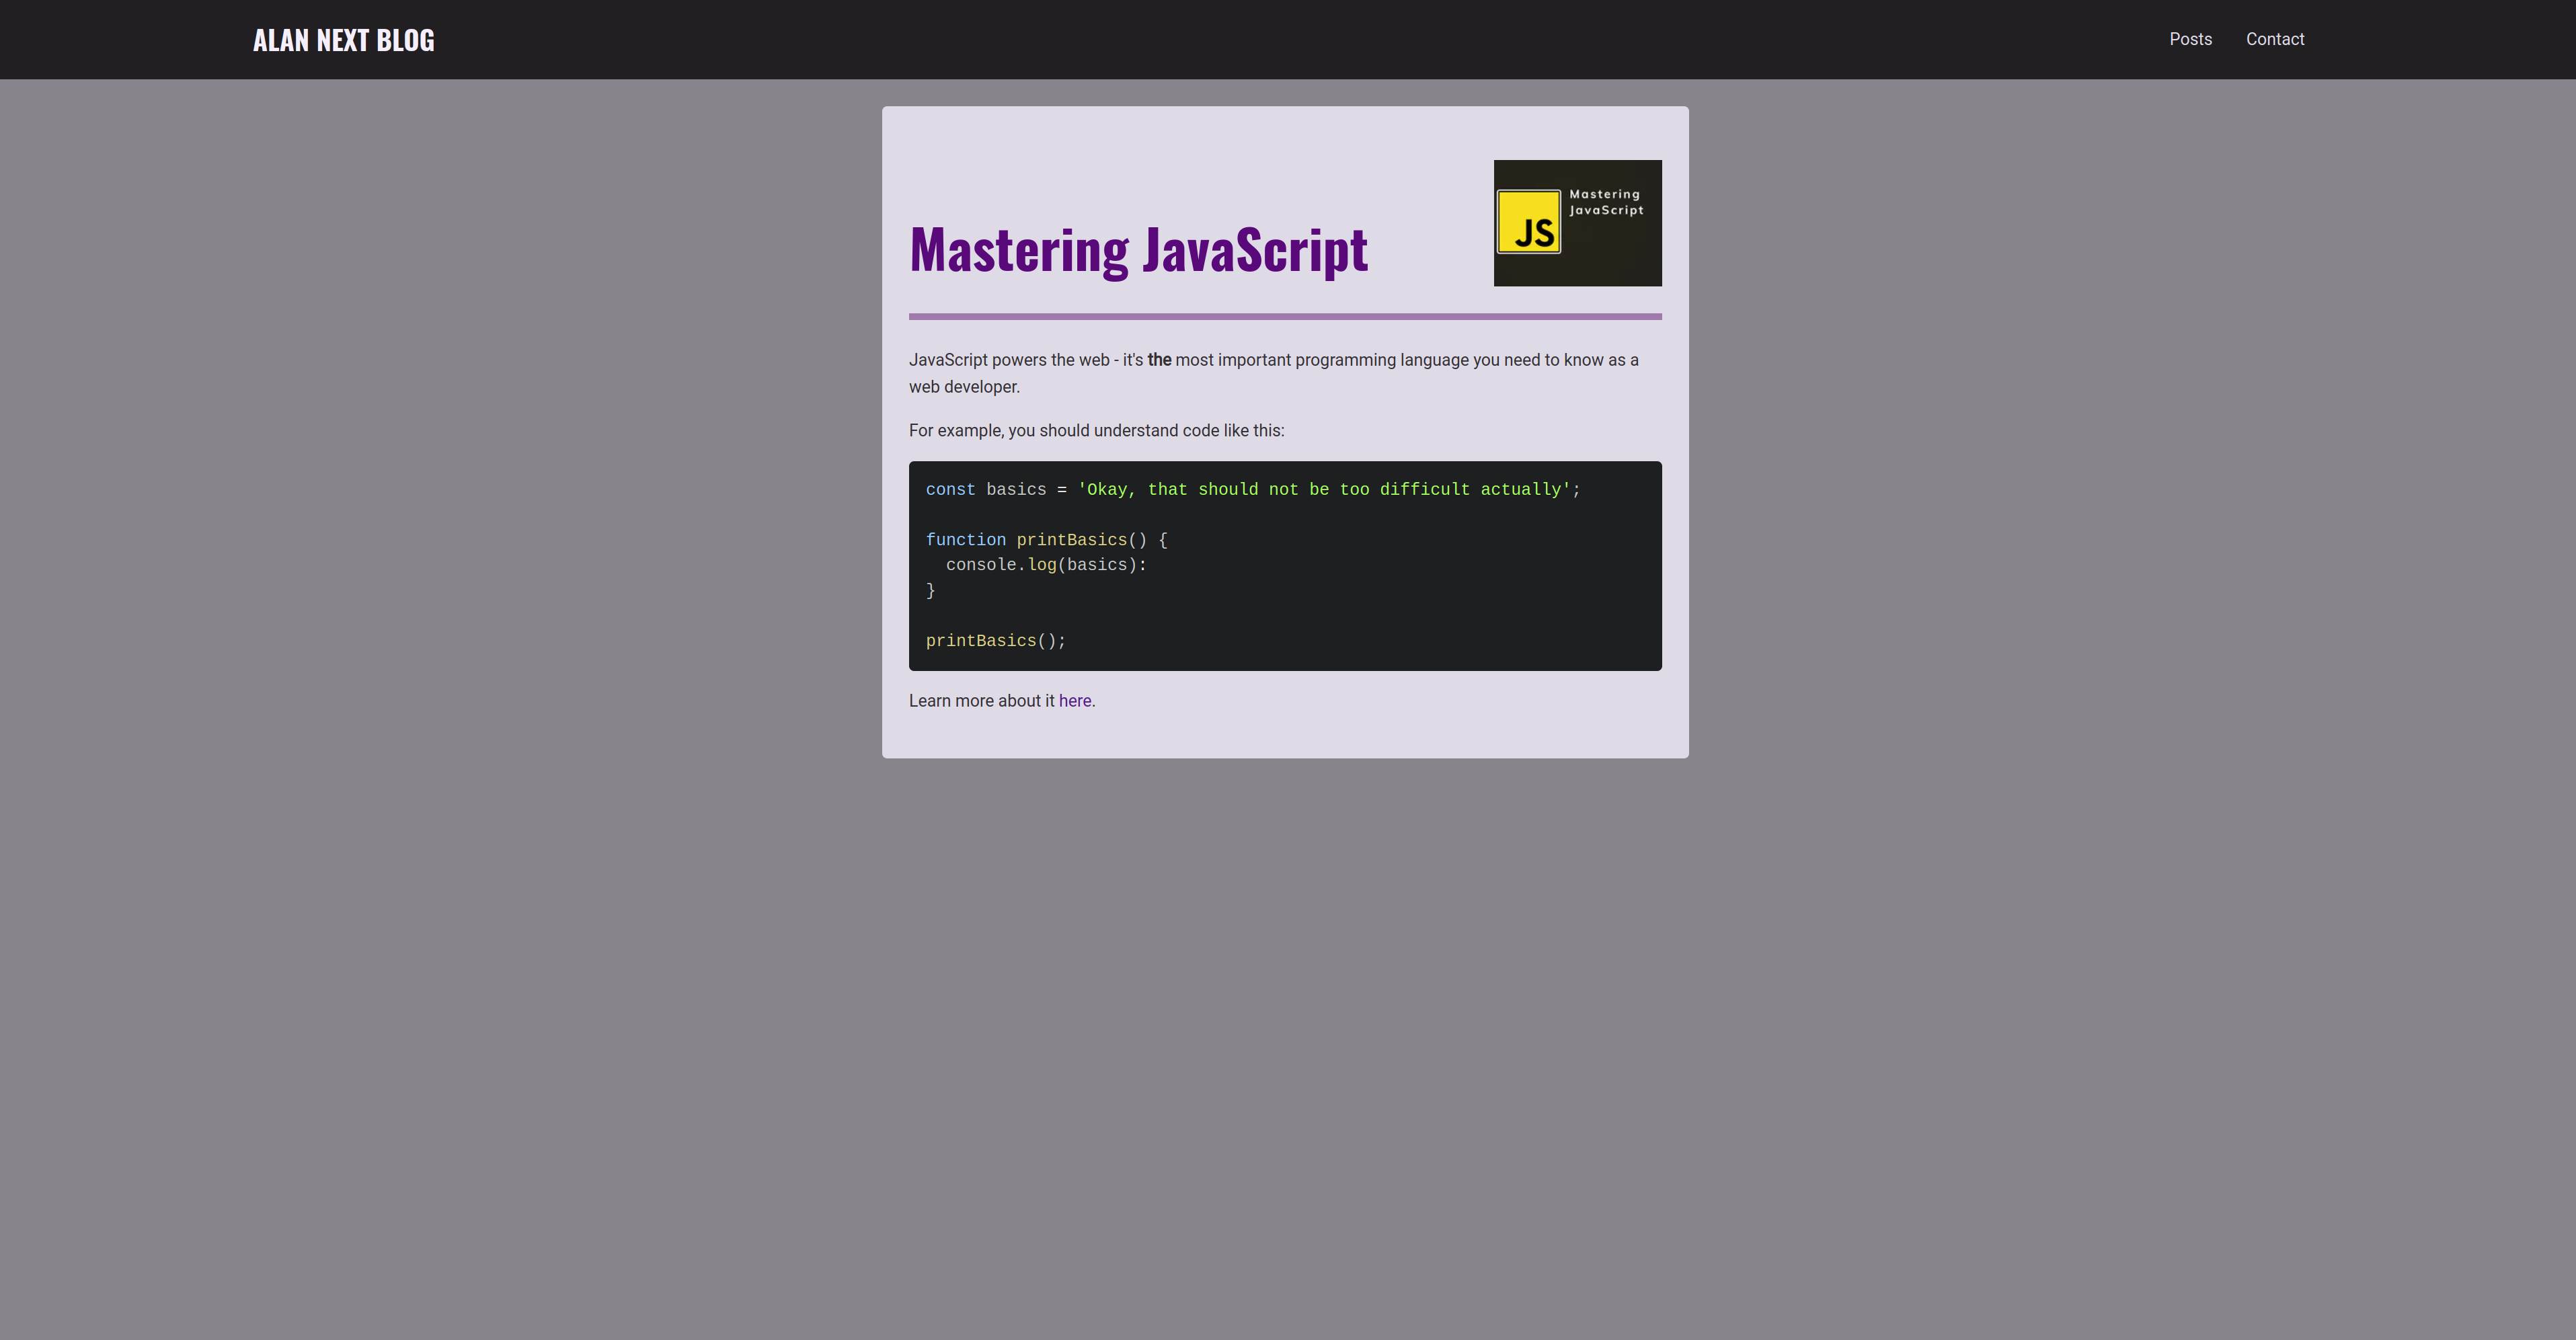 ALAN NEXT BLOG
Posts
Contact
Mastering JavaScript
JS
Mastering
JavaScript
JavaScript powers the web - it's the most important programming language you need to know as a
web developer.
For example, you should understand code like this:
const basics = 'Okay, that should not be too difficult actually';
function printBasics() {
  console.log(basics):
}
printBasics();
Learn more about it here.